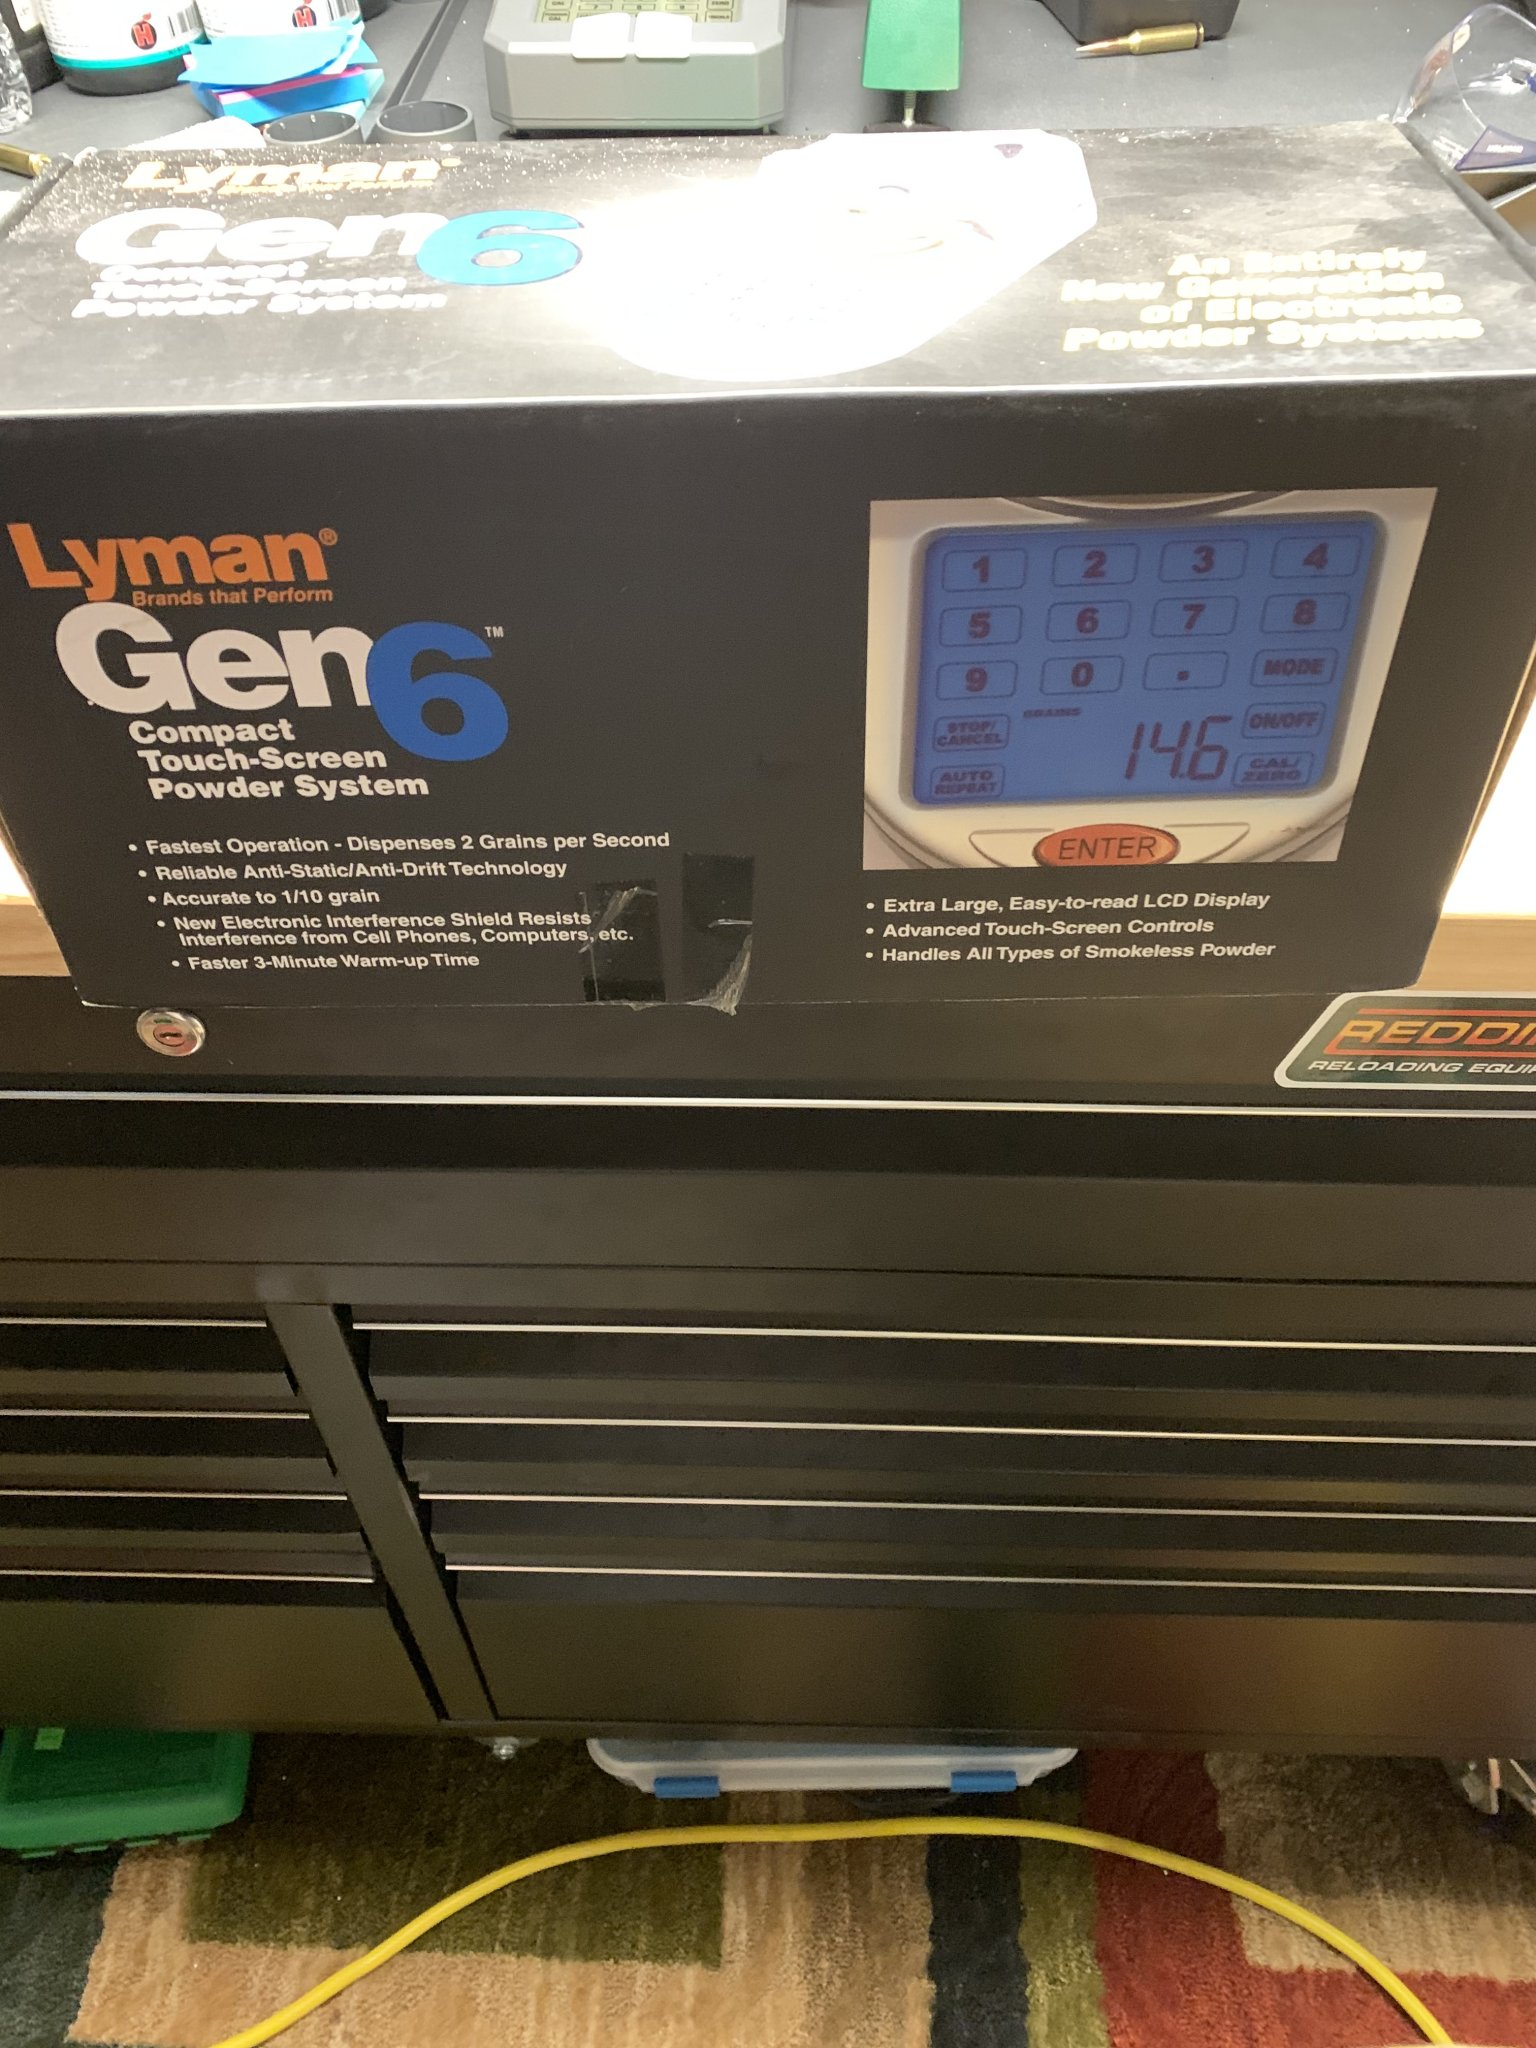 Lyman
Gen6
Compact
Touch-Screen
Powder System
An Entirely
New Generation
of Electronic
Powder Systems
Lyman®
Brands that Perform
Gen6™
Compact
Touch-Screen
Powder System
• Fastest Operation - Dispenses 2 Grains per Second
• Reliable Anti-Static/Anti-Drift Technology
• Accurate to 1/10 grain
• New Electronic Interference Shield Resists
Interference from Cell Phones, Computers, etc.
• Faster 3-Minute Warm-up Time
1 2 3 4
5 6 7 8
9 0 . MODE
STOP/
CANCEL
GRAINS
14.6
ON/OFF
AUTO
REPEAT
CAL/
ZERO
ENTER
• Extra Large, Easy-to-read LCD Display
• Advanced Touch-Screen Controls
• Handles All Types of Smokeless Powder
REDDI
RELOADING EQUI